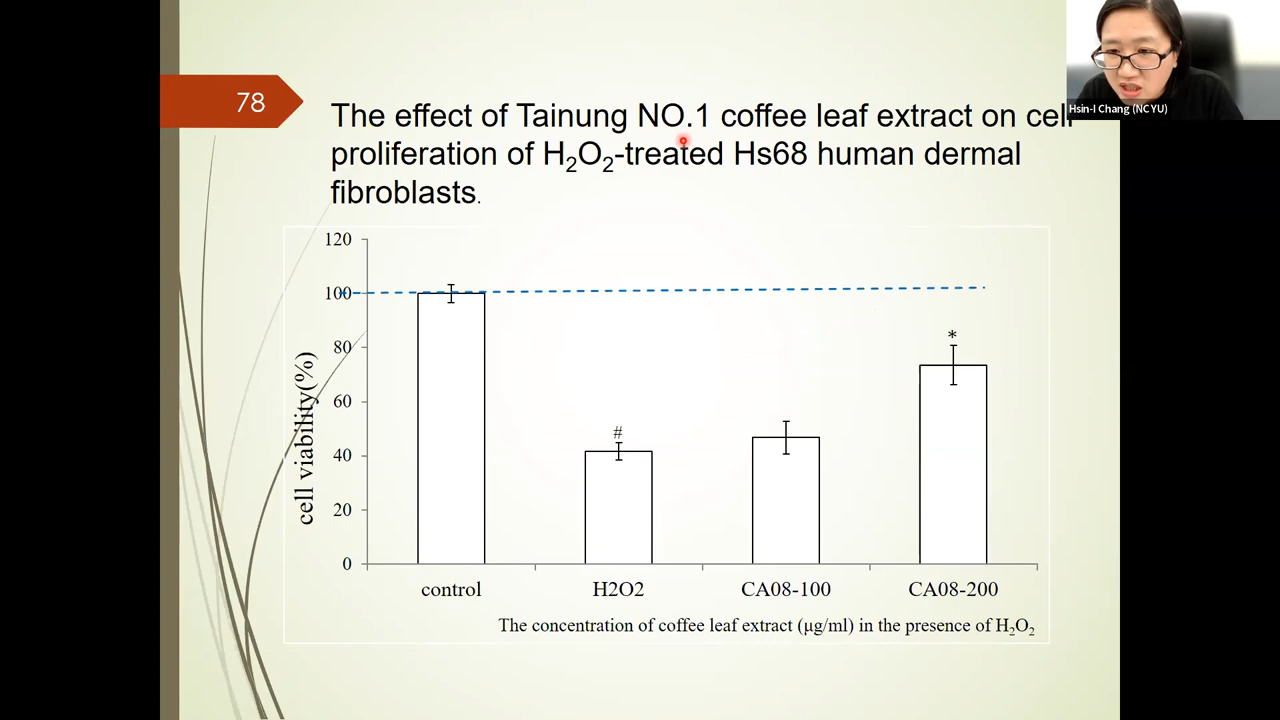 78
Hsin-I Chang (NCYU)
The effect of Tainung NO.1 coffee leaf extract on cell
proliferation of H₂O₂-treated Hs68 human dermal
fibroblasts.
120
100
80
60
40
20
0
cell viability(%)
#
*
control H2O2 CA08-100 CA08-200
The concentration of coffee leaf extract (μg/ml) in the presence of H₂O₂